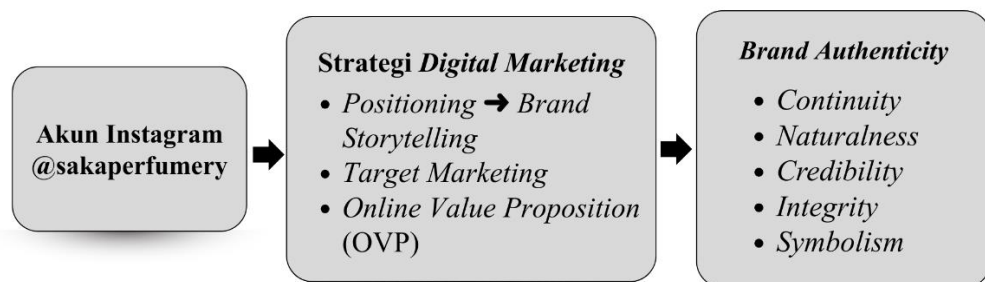 Akun Instagram
@sakaperfumery
Strategi Digital Marketing
• Positioning ➜ Brand
Storytelling
• Target Marketing
• Online Value Proposition
(OVP)
Brand Authenticity
• Continuity
• Naturalness
• Credibility
• Integrity
• Symbolism